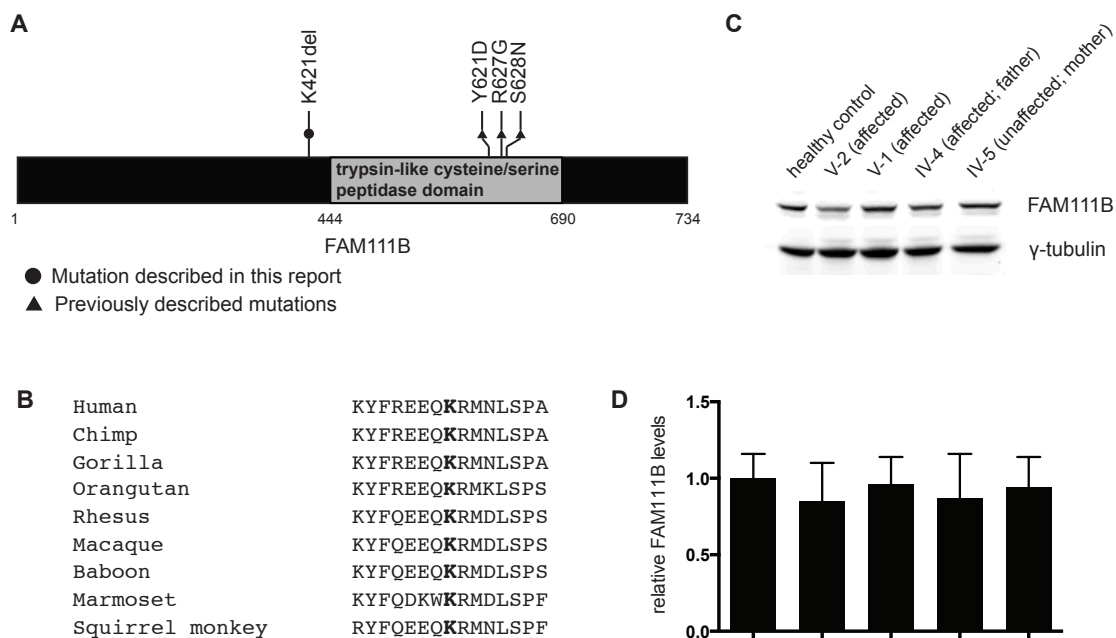 A
K421del
Y621D
R627G
S628N
trypsin-like cysteine/serine
peptidase domain
1
444
690
734
FAM111B
Mutation described in this report
Previously described mutations
B
Human KYFREEQKRMNLSPA
Chimp KYFREEQKRMNLSPA
Gorilla KYFREEQKRMNLSPA
Orangutan KYFREEQKRMKLSPS
Rhesus KYFQEEQKRMDLSPS
Macaque KYFQEEQKRMDLSPS
Baboon KYFQEEQKRMDLSPS
Marmoset KYFQDKWKRMDLSPF
Squirrel monkey RYFQEEQKRMNLSPF
C
healthy control
V-2 (affected)
V-1 (affected)
IV-4 (affected; father)
IV-5 (unaffected; mother)
FAM111B
γ-tubulin
D
relative FAM111B levels
1.5
1.0
0.5
0.0